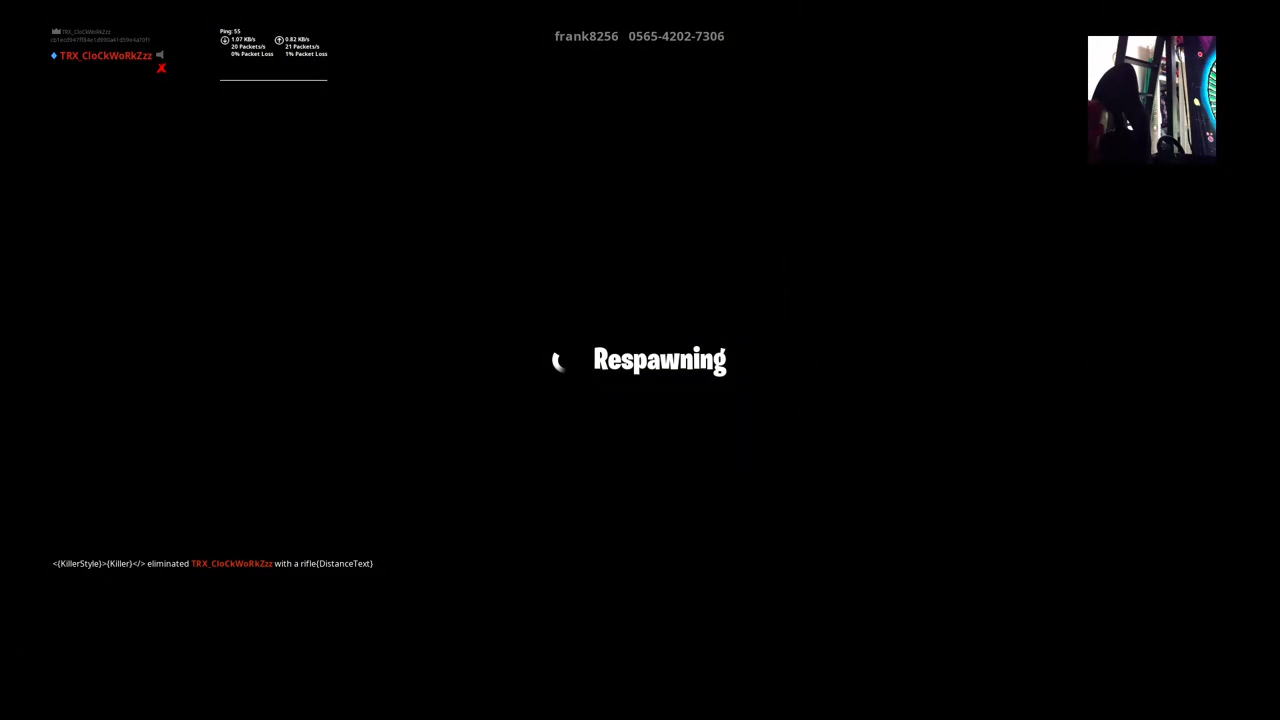 TRX_CloCkWoRkZzz
TRX_CloCkWoRkZzz
X
Ping: 55
1.07 KB/s 0.82 KB/s
20 Packets/s 21 Packets/s
0% Packet Loss 1% Packet Loss
frank8256 0565-4202-7306
Respawning
<{KillerStyle}>{Killer}</> eliminated TRX_CloCkWoRkZzz with a rifle{DistanceText}